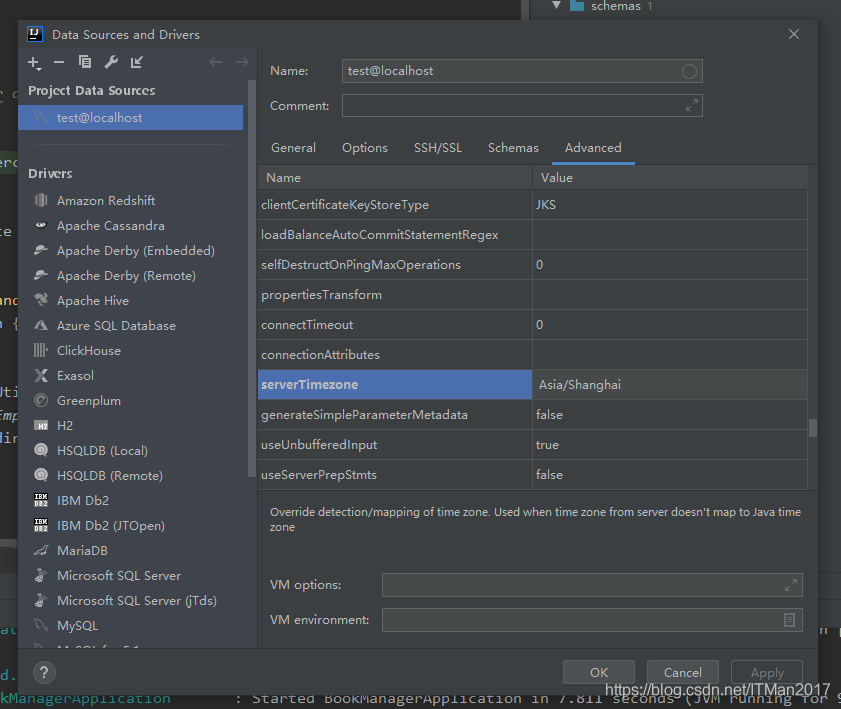 schemas 1
Data Sources and Drivers
Project Data Sources
test@localhost
Drivers
Amazon Redshift
Apache Cassandra
Apache Derby (Embedded)
Apache Derby (Remote)
Apache Hive
Azure SQL Database
ClickHouse
Exasol
Greenplum
H2
HSQLDB (Local)
HSQLDB (Remote)
IBM Db2
IBM Db2 (JTOpen)
MariaDB
Microsoft SQL Server
Microsoft SQL Server (jTds)
MySQL
Name: test@localhost
Comment:
General Options SSH/SSL Schemas Advanced
Name Value
clientCertificateKeyStoreType JKS
loadBalanceAutoCommitStatementRegex
selfDestructOnPingMaxOperations 0
propertiesTransform
connectTimeout 0
connectionAttributes
serverTimezone Asia/Shanghai
generateSimpleParameterMetadata false
useUnbufferedInput true
useServerPrepStmts false
Override detection/mapping of time zone. Used when time zone from server doesn't map to Java time
zone
VM options:
VM environment:
? OK Cancel Apply
kManagerApplication : Started BookManagerApplication in 7.811 seconds (JVM running for 9
https://blog.csdn.net/ITMan2017